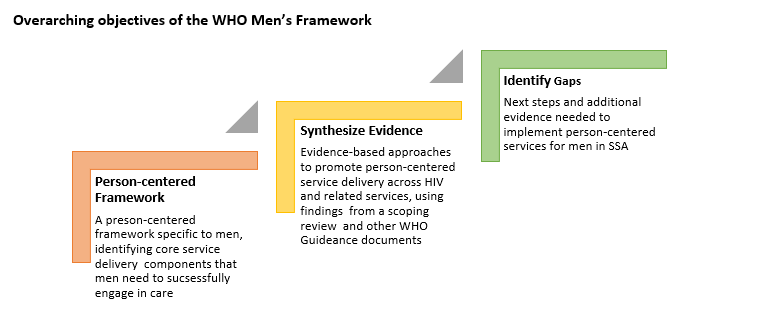 Overarching objectives of the WHO Men's Framework
Person-centered
Framework
A preson-centered
framework specific to men,
identifying core service
delivery components that
men need to sucsessfully
engage in care
Synthesize Evidence
Evidence-based approaches
to promote person-centered
service delivery across HIV
and related services, using
findings from a scoping
review and other WHO
Guideance documents
Identify Gaps
Next steps and additional
evidence needed to
implement person-centered
services for men in SSA